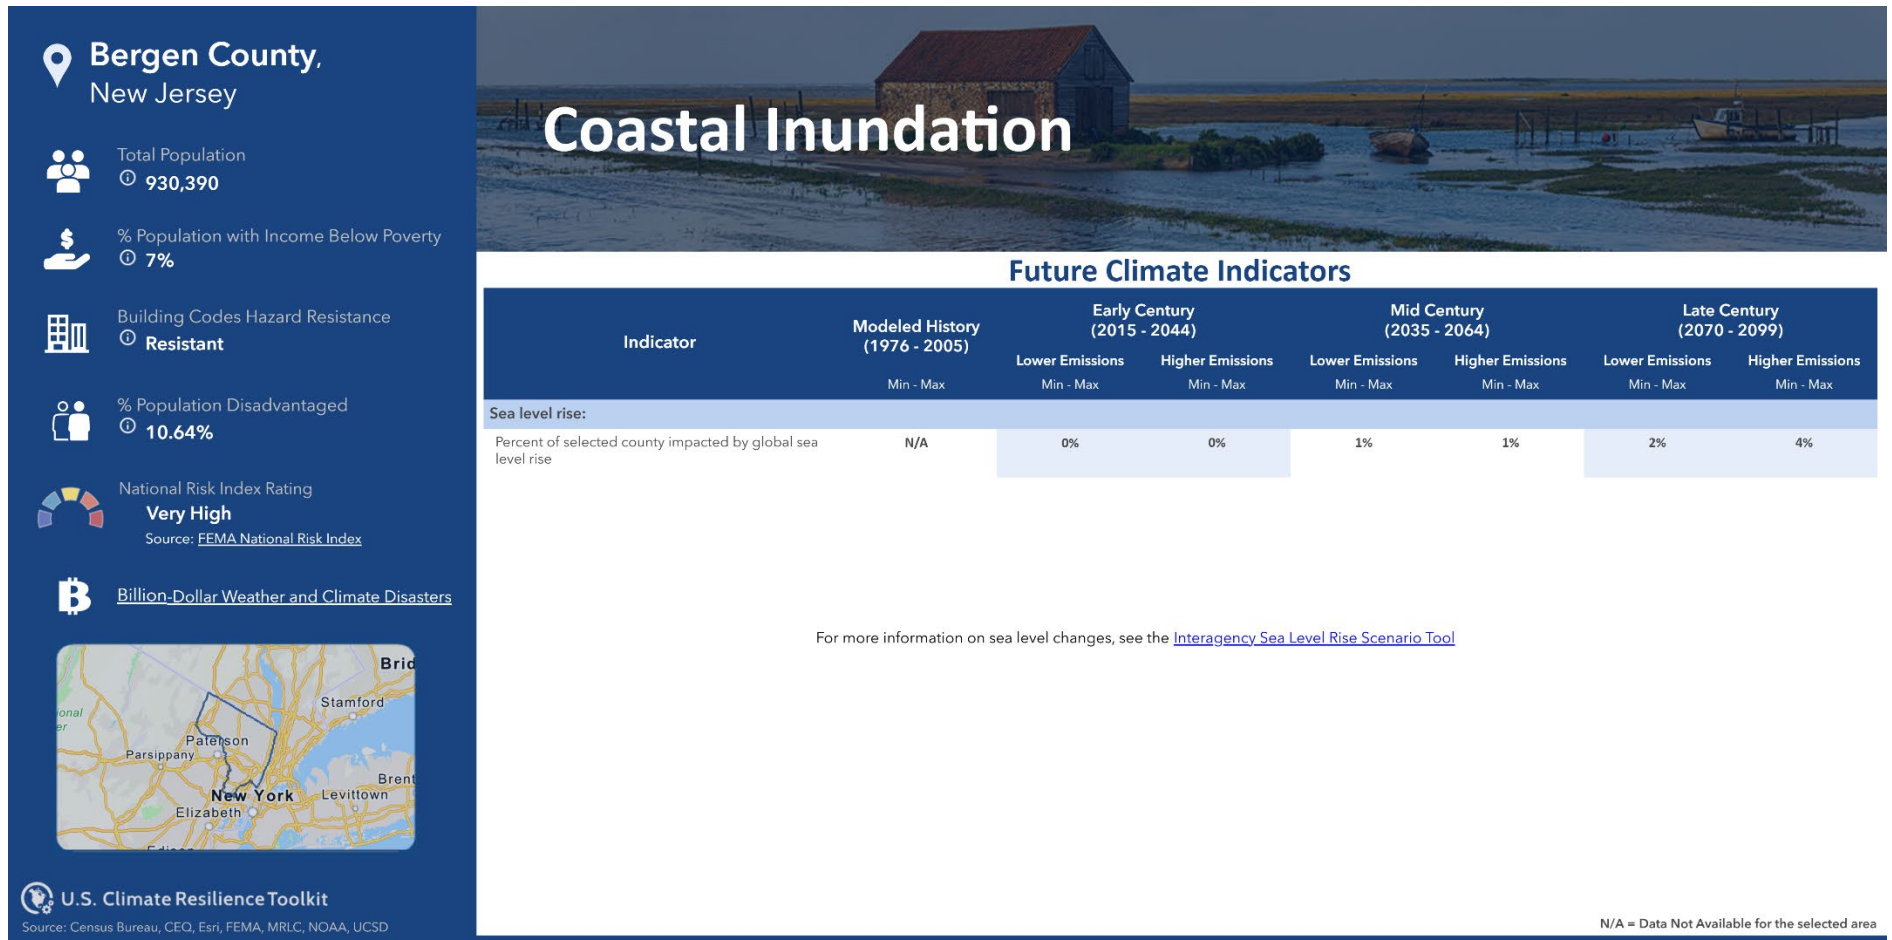 Bergen County,
New Jersey
Total Population
930,390
% Population with Income Below Poverty
7%
Building Codes Hazard Resistance
Resistant
% Population Disadvantaged
10.64%
National Risk Index Rating
Very High
Source: FEMA National Risk Index
Billion-Dollar Weather and Climate Disasters
Brid
Stamford
ional
er
Paterson
Parsippany
Brent
New York
Levittown
Elizabeth
Edison
U.S. Climate Resilience Toolkit
Source: Census Bureau, CEQ, Esri, FEMA, MRLC, NOAA, UCSD
Coastal Inundation
Future Climate Indicators
Indicator
Modeled History
(1976 - 2005)
Min - Max
Early Century
(2015 - 2044)
Mid Century
(2035 - 2064)
Late Century
(2070 - 2099)
Lower Emissions Higher Emissions Lower Emissions Higher Emissions Lower Emissions Higher Emissions
Min - Max Min - Max Min - Max Min - Max Min - Max Min - Max
Sea level rise:
Percent of selected county impacted by global sea
level rise
N/A 0% 0% 1% 1% 2% 4%
For more information on sea level changes, see the Interagency Sea Level Rise Scenario Tool
N/A = Data Not Available for the selected area